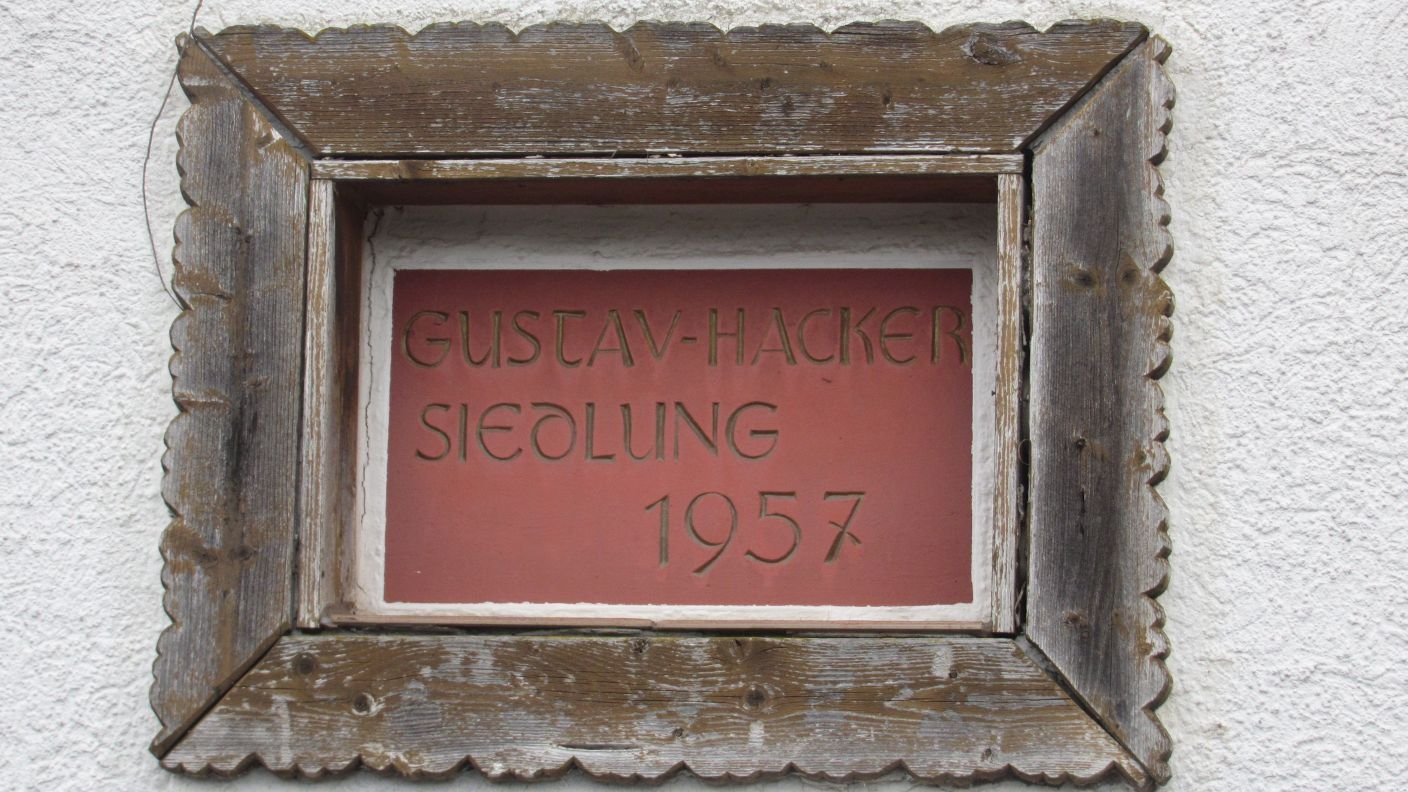 GUSTAV-HACKER
SIEDLUNG
1957